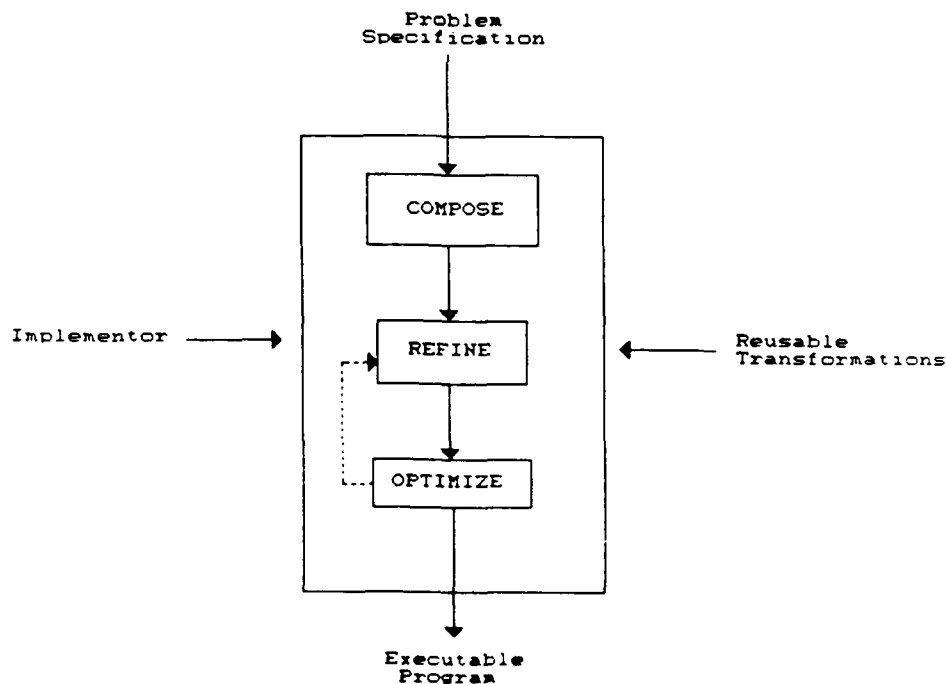 Problem
Specification
COMPOSE
Implementor
REFINE
Reusable
Transformations
OPTIMIZE
Executable
Program